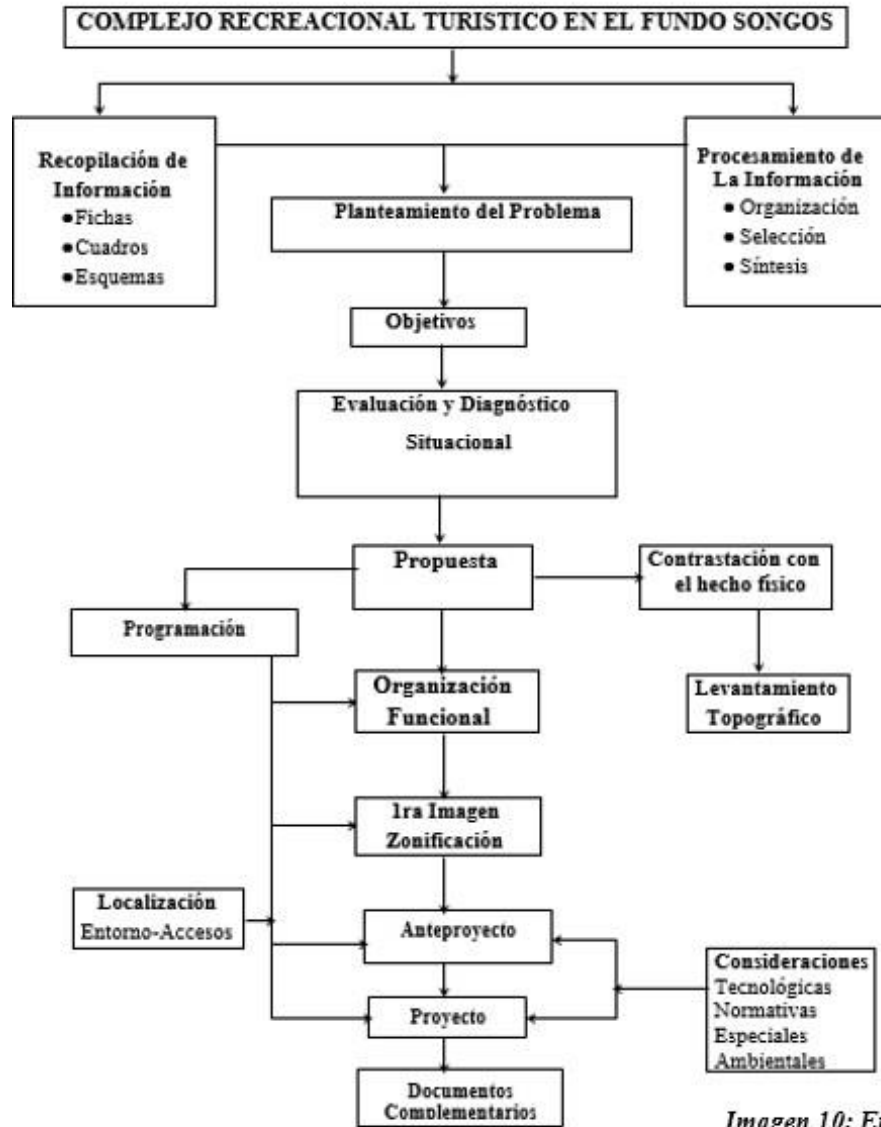 COMPLEJO RECREACIONAL TURISTICO EN EL FUNDO SONGOS
Recopilación de
Información
●Fichas
●Cuadros
●Esquemas
Procesamiento de
La Información
● Organización
● Selección
● Síntesis
Planteamiento del Problema
Objetivos
Evaluación y Diagnóstico
Situacional
Propuesta
Contrastación con
el hecho físico
Programación
Organización
Funcional
Levantamiento
Topográfico
1ra Imagen
Zonificación
Localización
Entorno-Accesos
Anteproyecto
Consideraciones
Tecnológicas
Normativas
Especiales
Ambientales
Proyecto
Documentos
Complementarios
Imagen 10: